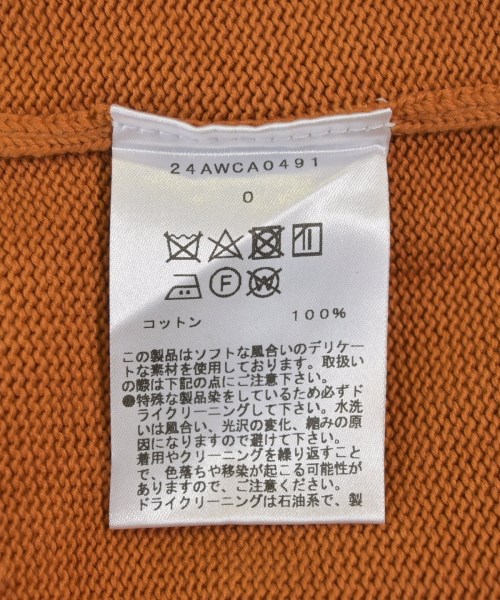 24AWCA0491
0
F W
コットン 100%
この製品はソフトな風合いのデリケー
トな素材を使用しております。取扱い
の際は下記の点にご注意下さい。
●特殊な製品染をしているため必ずド
ライクリーニングして下さい。水洗
いは風合い、光沢の変化、縮みの原
因になりますので避けて下さい。
着用やクリーニングを繰り返すこと
で、色落ちや移染が起こる可能性が
ありますので、ご注意下さい。
ドライクリーニングは石油系で、製